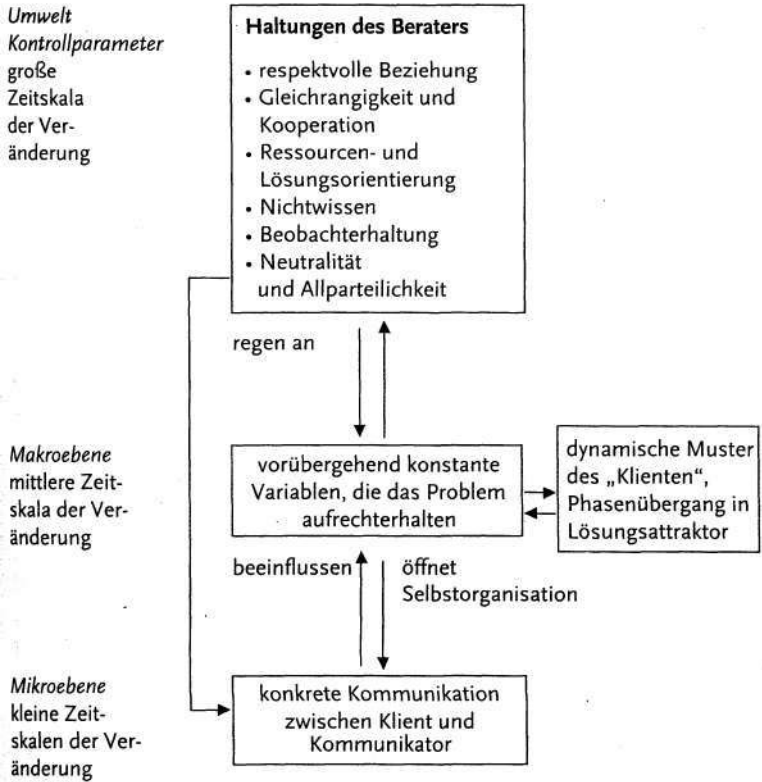 Umwelt
Kontrollparameter
große
Zeitskala
der Ver-
änderung
Haltungen des Beraters
• respektvolle Beziehung
• Gleichrangigkeit und
Kooperation
• Ressourcen- und
Lösungsorientierung
• Nichtwissen
• Beobachterhaltung
• Neutralität
und Allparteilichkeit
regen an
Makroebene
mittlere Zeit-
skala der Ver-
änderung
vorübergehend konstante
Variablen, die das Problem
aufrechterhalten
dynamische Muster
des „Klienten“,
Phasenübergang in
Lösungsattraktor
beeinflussen
öffnet
Selbstorganisation
Mikroebene
kleine Zeit-
skalen der Ver-
änderung
konkrete Kommunikation
zwischen Klient und
Kommunikator